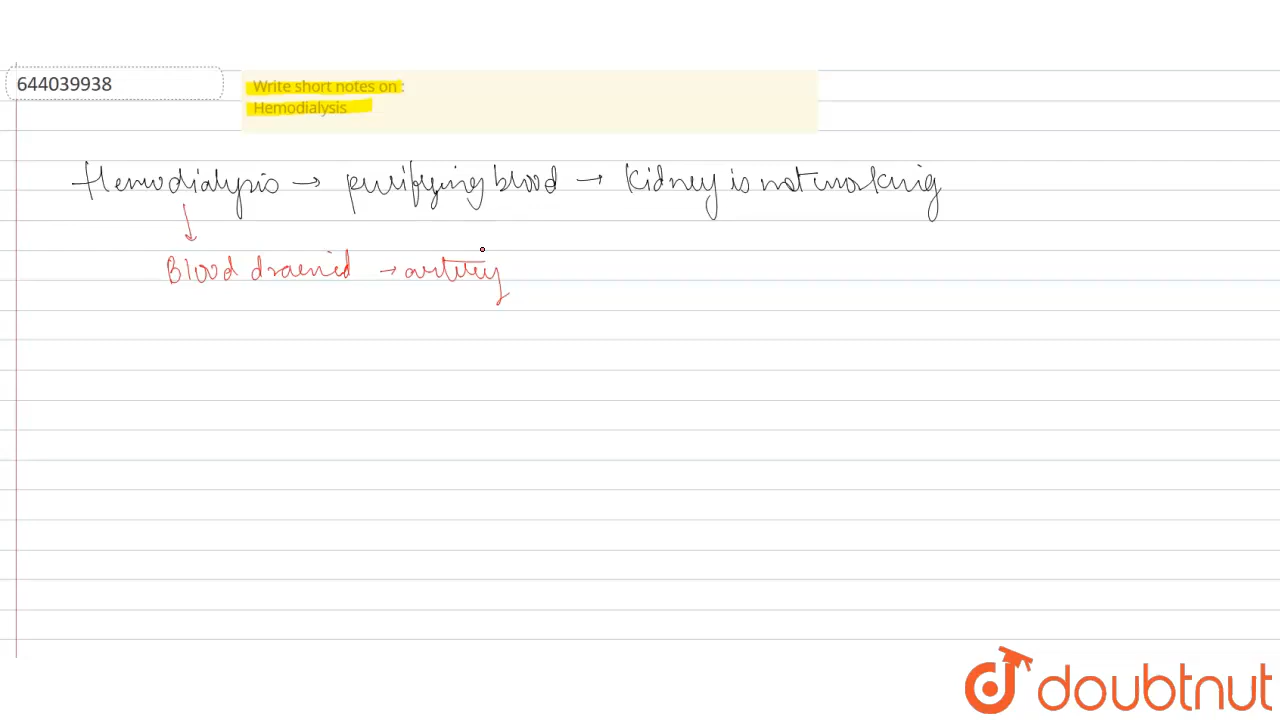 644039938
Write short notes on :
Hemodialysis
Hemodialysis → purifying blood → Kidney is not working
↓
Blood drained → artery
doubtnut